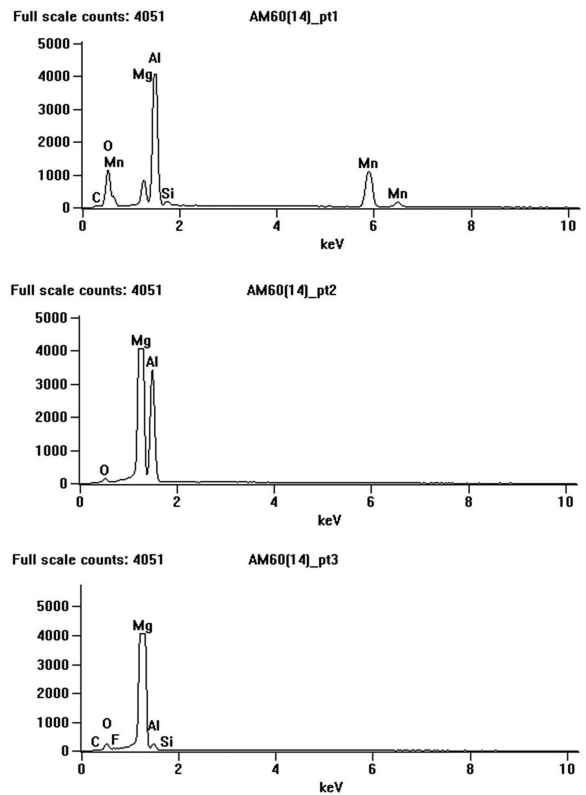 Full scale counts: 4051 AM60(14)_pt1
5000
4000
3000
2000
1000
0
Al
Mg
O
Mn
C
Si
Mn
Mn
0 2 4 6 8 10
keV
Full scale counts: 4051 AM60(14)_pt2
5000
4000
3000
2000
1000
0
Mg
Al
O
0 2 4 6 8 10
keV
Full scale counts: 4051 AM60(14)_pt3
5000
4000
3000
2000
1000
0
Mg
O
Al
F
C
Si
0 2 4 6 8 10
keV